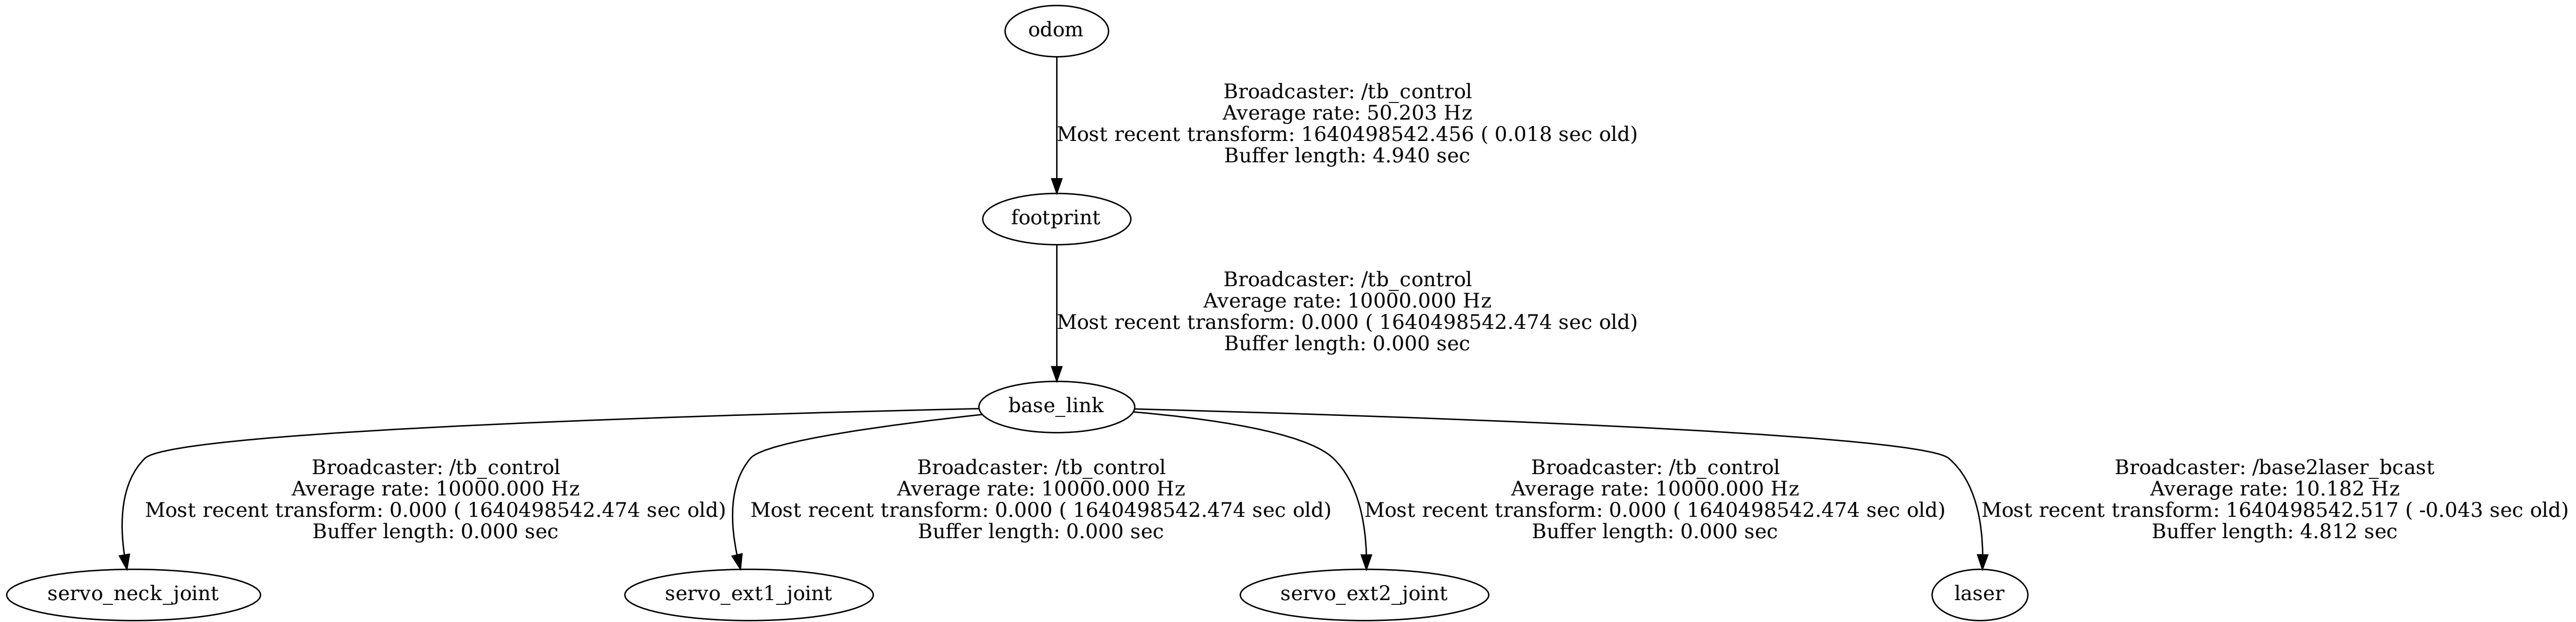 odom
Broadcaster: /tb_control
Average rate: 50.203 Hz
Most recent transform: 1640498542.456 ( 0.018 sec old)
Buffer length: 4.940 sec
footprint
Broadcaster: /tb_control
Average rate: 10000.000 Hz
Most recent transform: 0.000 ( 1640498542.474 sec old)
Buffer length: 0.000 sec
base_link
Broadcaster: /tb_control
Average rate: 10000.000 Hz
Most recent transform: 0.000 ( 1640498542.474 sec old)
Buffer length: 0.000 sec
Broadcaster: /tb_control
Average rate: 10000.000 Hz
Most recent transform: 0.000 ( 1640498542.474 sec old)
Buffer length: 0.000 sec
Broadcaster: /tb_control
Average rate: 10000.000 Hz
Most recent transform: 0.000 ( 1640498542.474 sec old)
Buffer length: 0.000 sec
Broadcaster: /base2laser_bcast
Average rate: 10.182 Hz
Most recent transform: 1640498542.517 ( -0.043 sec old)
Buffer length: 4.812 sec
servo_neck_joint
servo_ext1_joint
servo_ext2_joint
laser